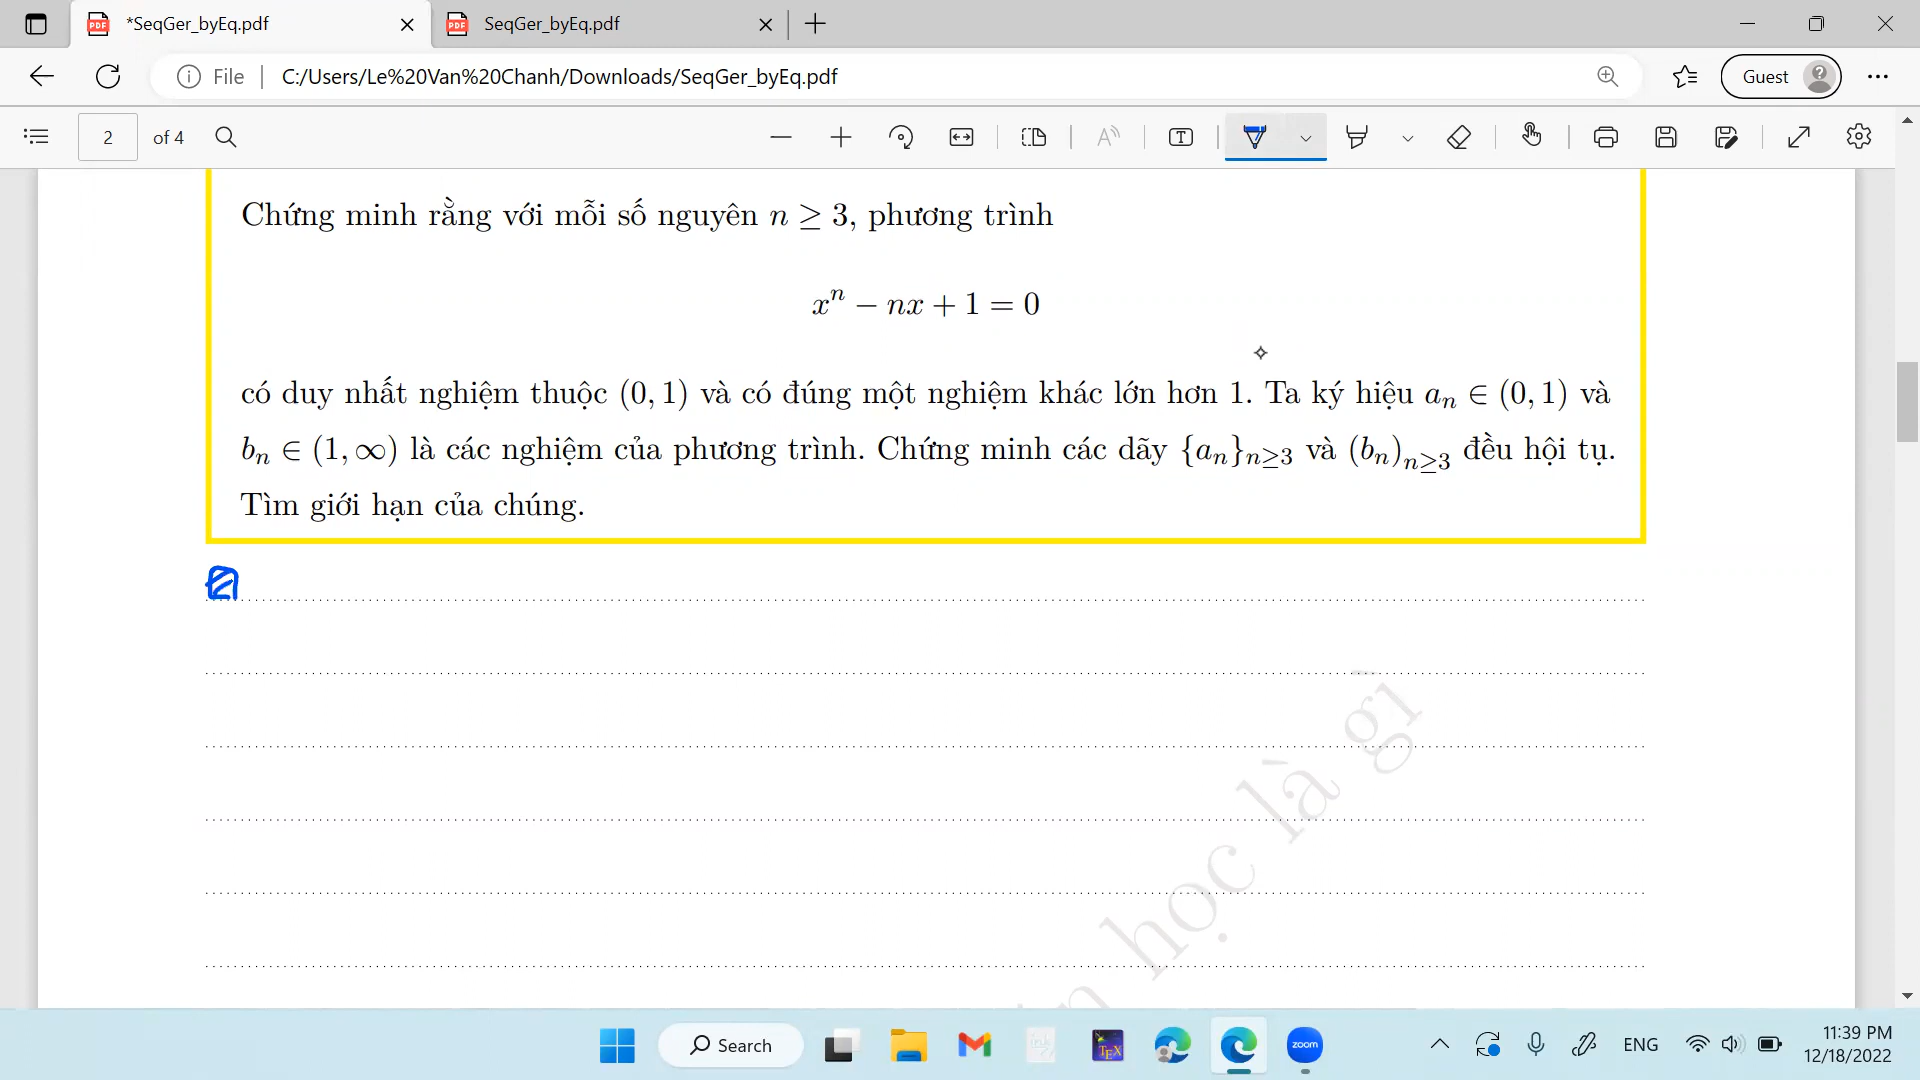 *SeqGer_byEq.pdf
SeqGer_byEq.pdf
File
C:/Users/Le%20Van%20Chanh/Downloads/SeqGer_byEq.pdf
Guest
2 of 4
Chứng minh rằng với mỗi số nguyên n ≥ 3, phương trình
xⁿ − nx + 1 = 0
có duy nhất nghiệm thuộc (0, 1) và có đúng một nghiệm khác lớn hơn 1. Ta ký hiệu aₙ ∈ (0, 1) và
bₙ ∈ (1, ∞) là các nghiệm của phương trình. Chứng minh các dãy {aₙ}ₙ≥₃ và (bₙ)ₙ≥₃ đều hội tụ.
Tìm giới hạn của chúng.
học là gì
Search
zoom
ENG
11:39 PM
12/18/2022